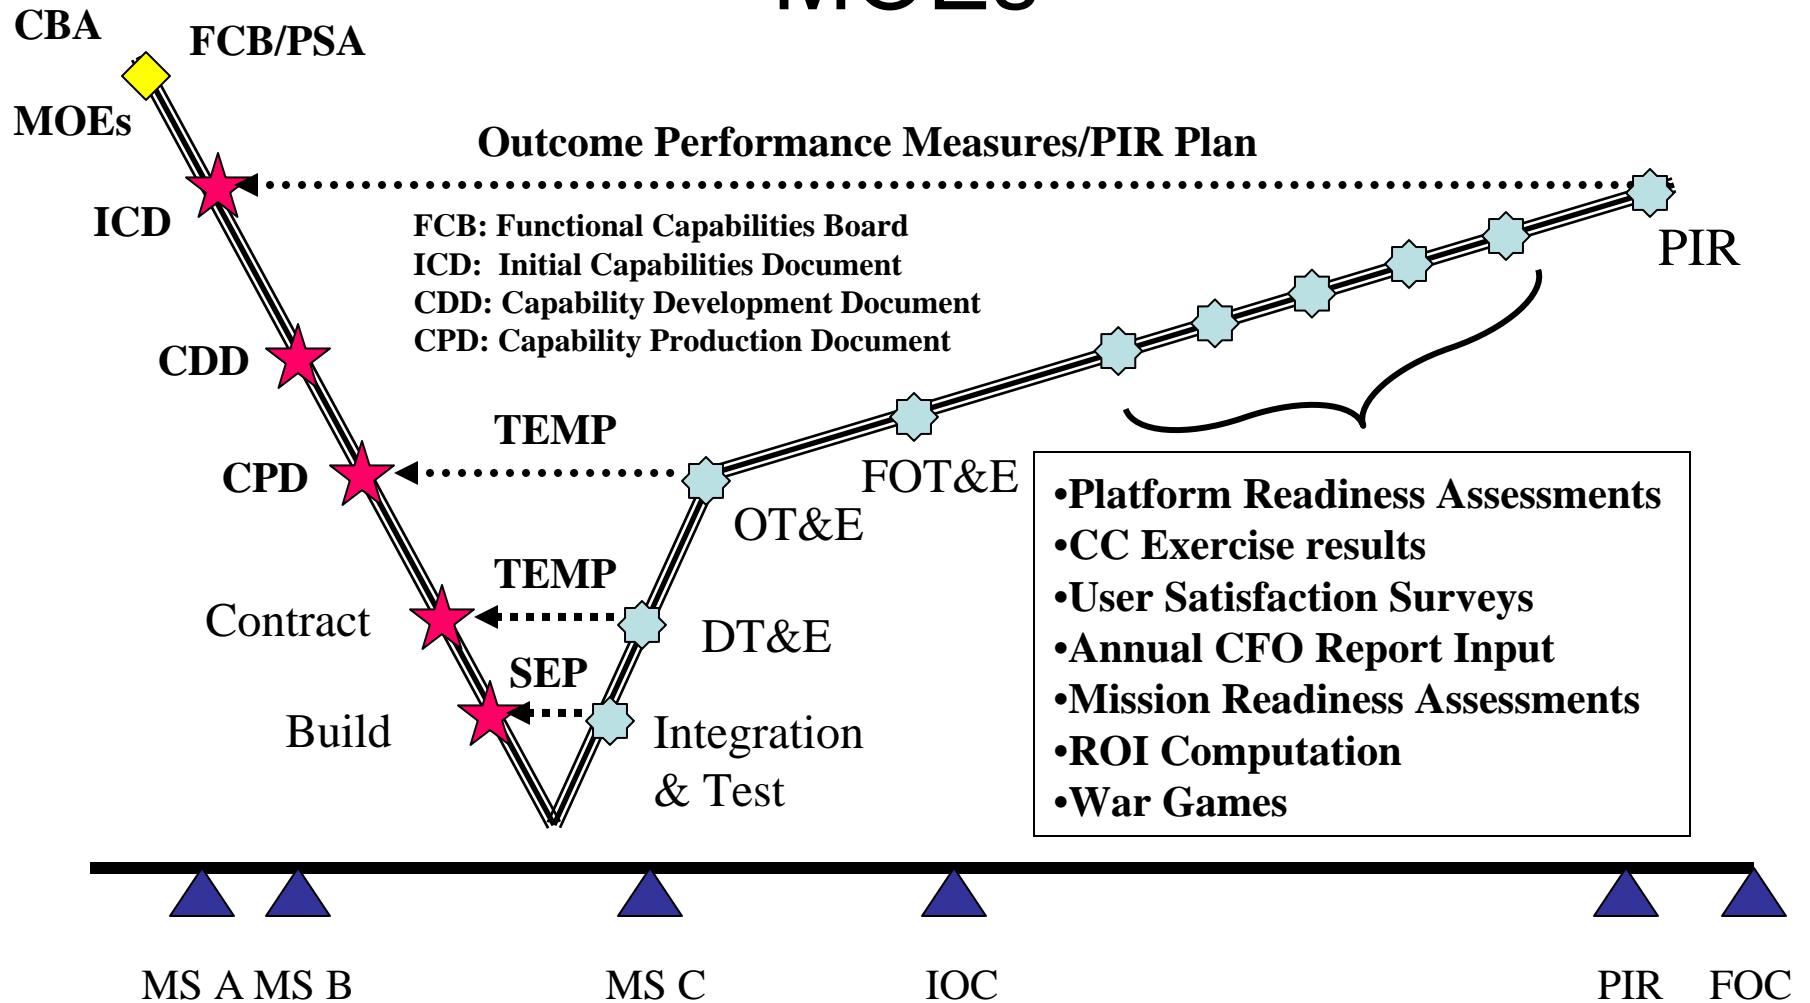 MOEs
CBA
FCB/PSA
MOEs
Outcome Performance Measures/PIR Plan
ICD
FCB: Functional Capabilities Board
ICD: Initial Capabilities Document
CDD: Capability Development Document
CPD: Capability Production Document
PIR
CDD
TEMP
CPD
FOT&E
OT&E
•Platform Readiness Assessments
•CC Exercise results
•User Satisfaction Surveys
•Annual CFO Report Input
•Mission Readiness Assessments
•ROI Computation
•War Games
TEMP
Contract
DT&E
SEP
Build
Integration
& Test
MS A MS B MS C IOC PIR FOC